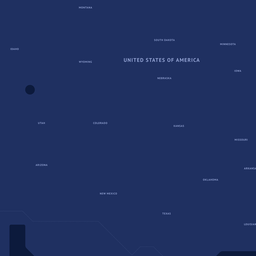 MONTANA
SOUTH DAKOTA
MINNESOTA
IDAHO
WYOMING
UNITED STATES OF AMERICA
IOWA
NEBRASKA
UTAH
COLORADO
KANSAS
MISSOURI
ARIZONA
OKLAHOMA
NEW MEXICO
TEXAS